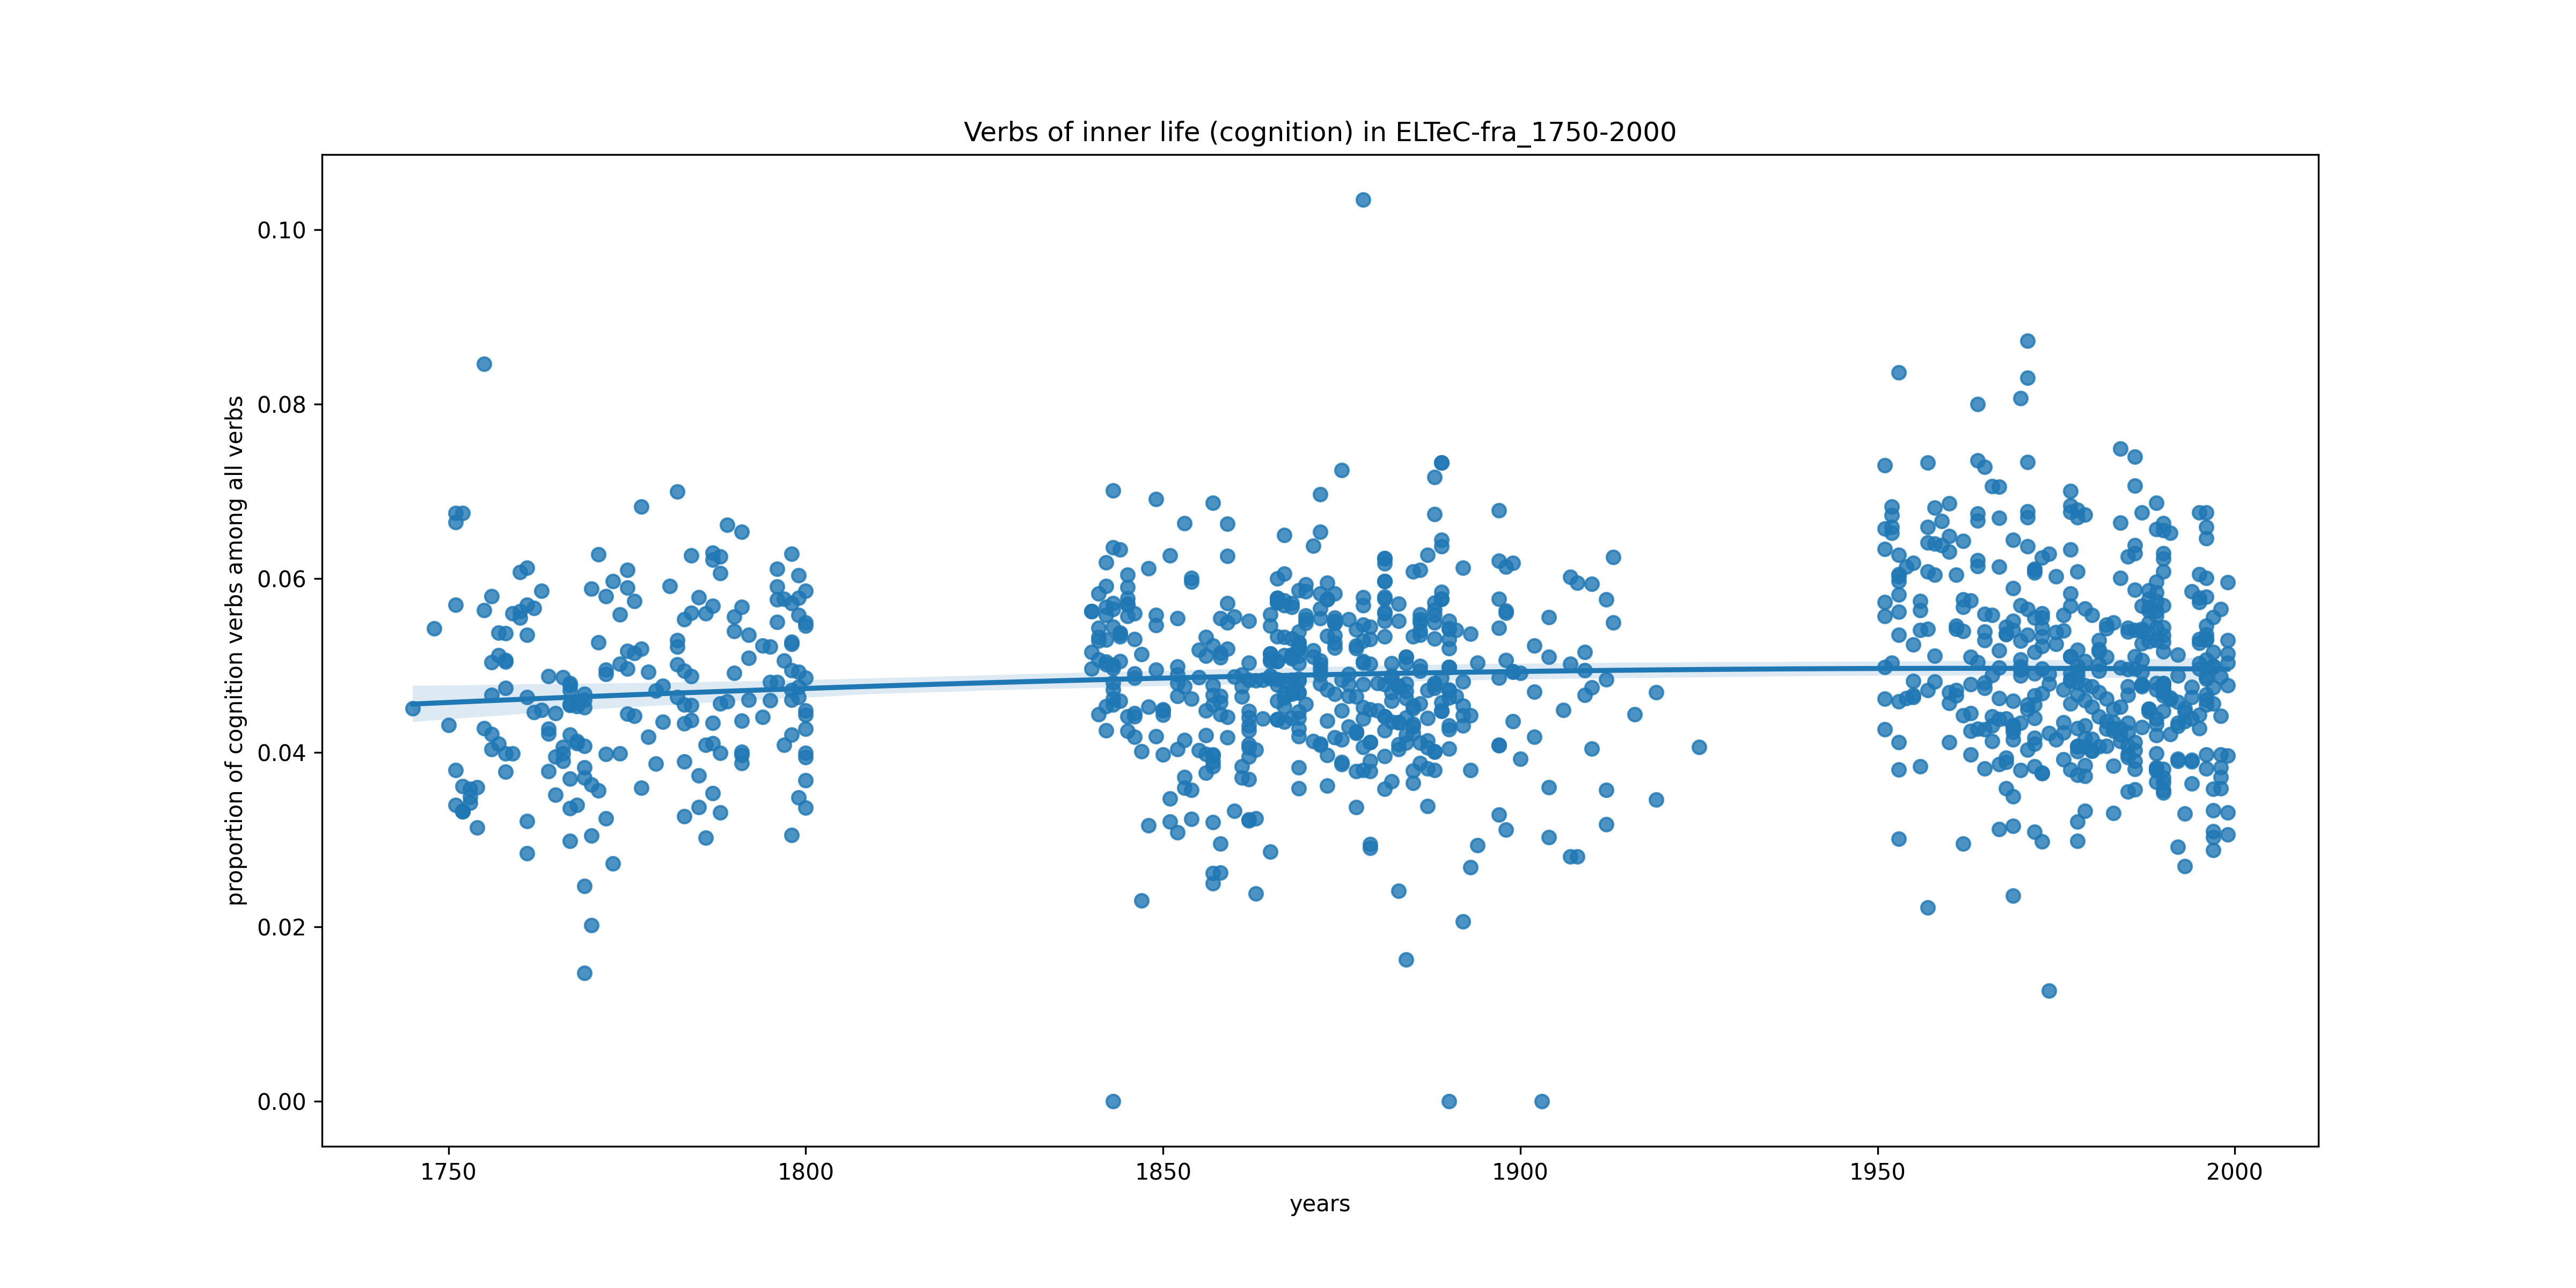 Verbs of inner life (cognition) in ELTeC-fra_1750-2000
proportion of cognition verbs among all verbs
0.10
0.08
0.06
0.04
0.02
0.00
1750 1800 1850 1900 1950 2000
years